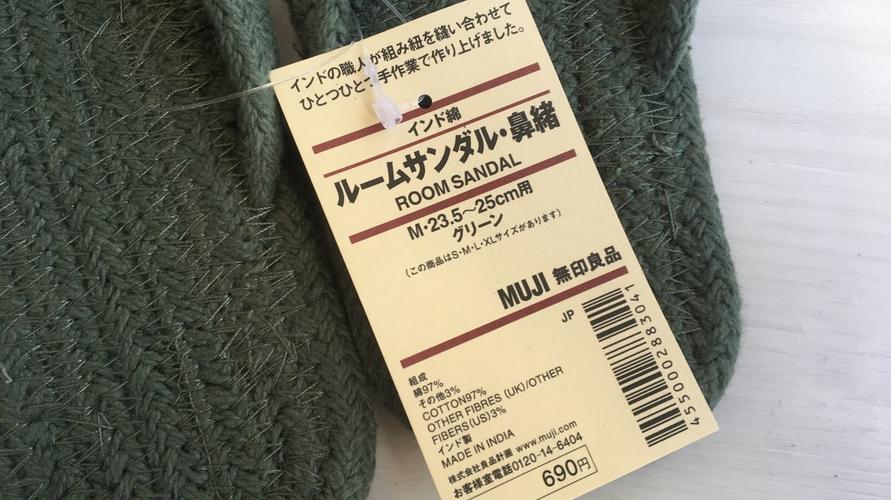 インドの職人が組み紐を縫い合わせて
ひとつひとつ手作業で作り上げました。
インド綿
ルームサンダル・鼻緒
ROOM SANDAL
M・23.5～25cm用
グリーン
(この商品はS・M・L・XLサイズがあります)
MUJI 無印良品
JP
4550002883041
組成
綿97%
その他3%
COTTON97%
OTHER FIBRES (UK)/OTHER
FIBERS(US)3%
インド製
MADE IN INDIA
株式会社良品計画 www.muji.com
お客様室電話0120-14-6404
690円